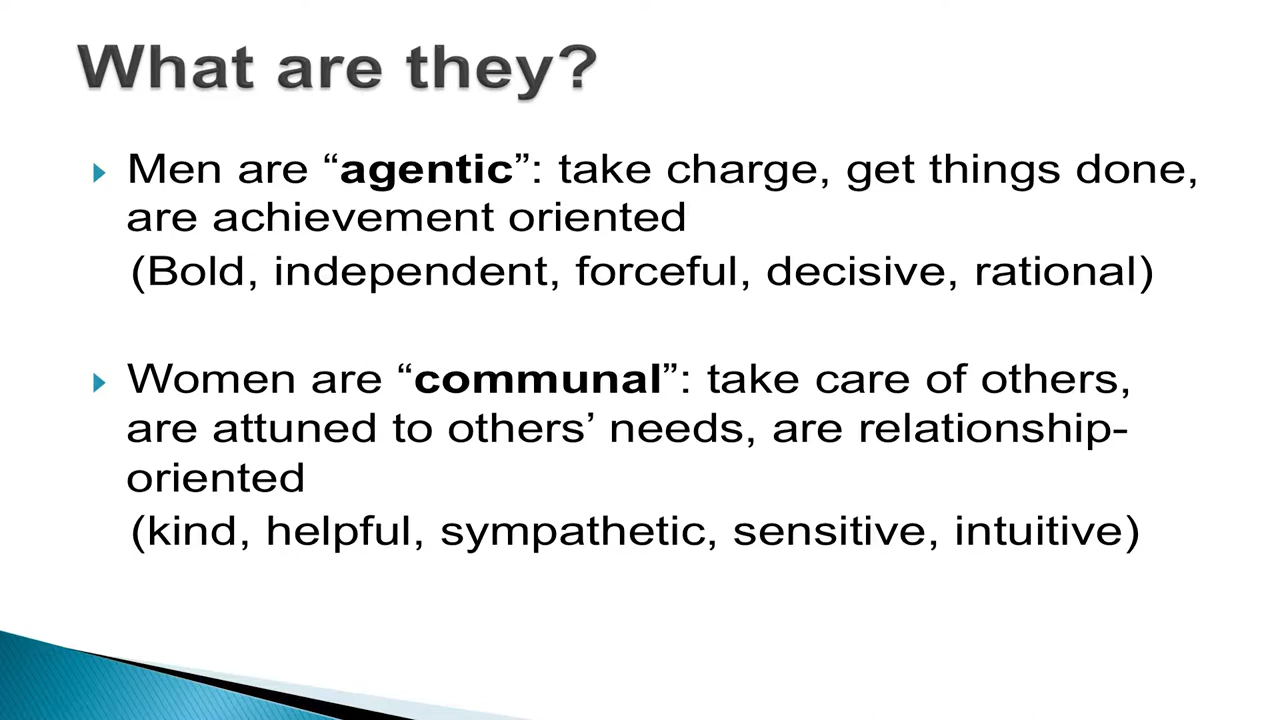 What are they?
Men are “agentic”: take charge, get things done,
are achievement oriented
(Bold, independent, forceful, decisive, rational)
Women are “communal”: take care of others,
are attuned to others’ needs, are relationship-
oriented
(kind, helpful, sympathetic, sensitive, intuitive)